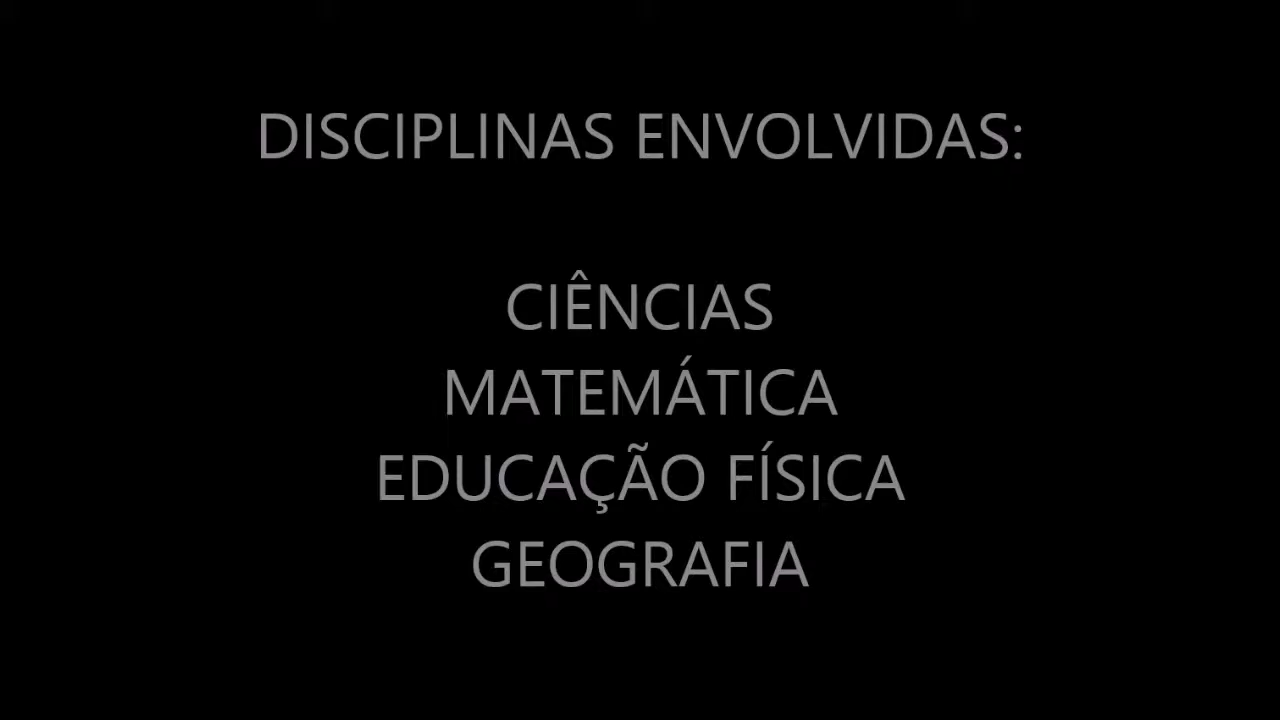 DISCIPLINAS ENVOLVIDAS:
CIÊNCIAS
MATEMÁTICA
EDUCAÇÃO FÍSICA
GEOGRAFIA